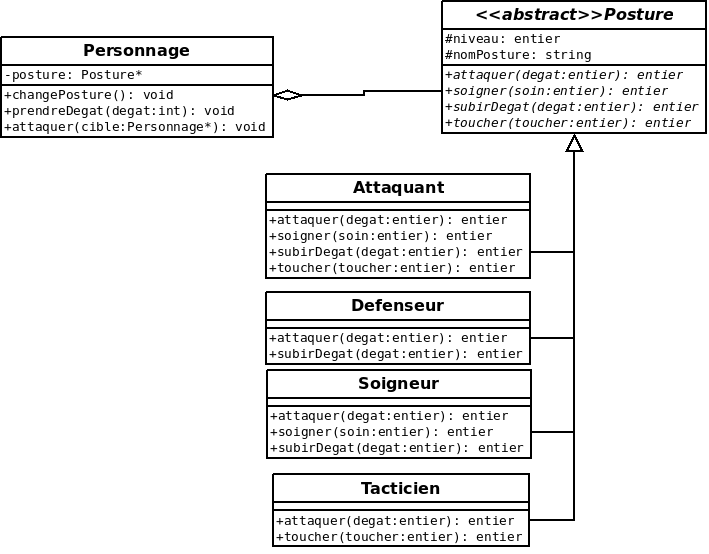 Personnage
-posture: Posture*
+changePosture(): void
+prendreDegat(degat:int): void
+attaquer(cible:Personnage*): void
<<abstract>>Posture
#niveau: entier
#nomPosture: string
+attaquer(degat:entier): entier
+soigner(soin:entier): entier
+subirDegat(degat:entier): entier
+toucher(toucher:entier): entier
Attaquant
+attaquer(degat:entier): entier
+soigner(soin:entier): entier
+subirDegat(degat:entier): entier
+toucher(toucher:entier): entier
Defenseur
+attaquer(degat:entier): entier
+subirDegat(degat:entier): entier
Soigneur
+attaquer(degat:entier): entier
+soigner(soin:entier): entier
+subirDegat(degat:entier): entier
Tacticien
+attaquer(degat:entier): entier
+toucher(toucher:entier): entier